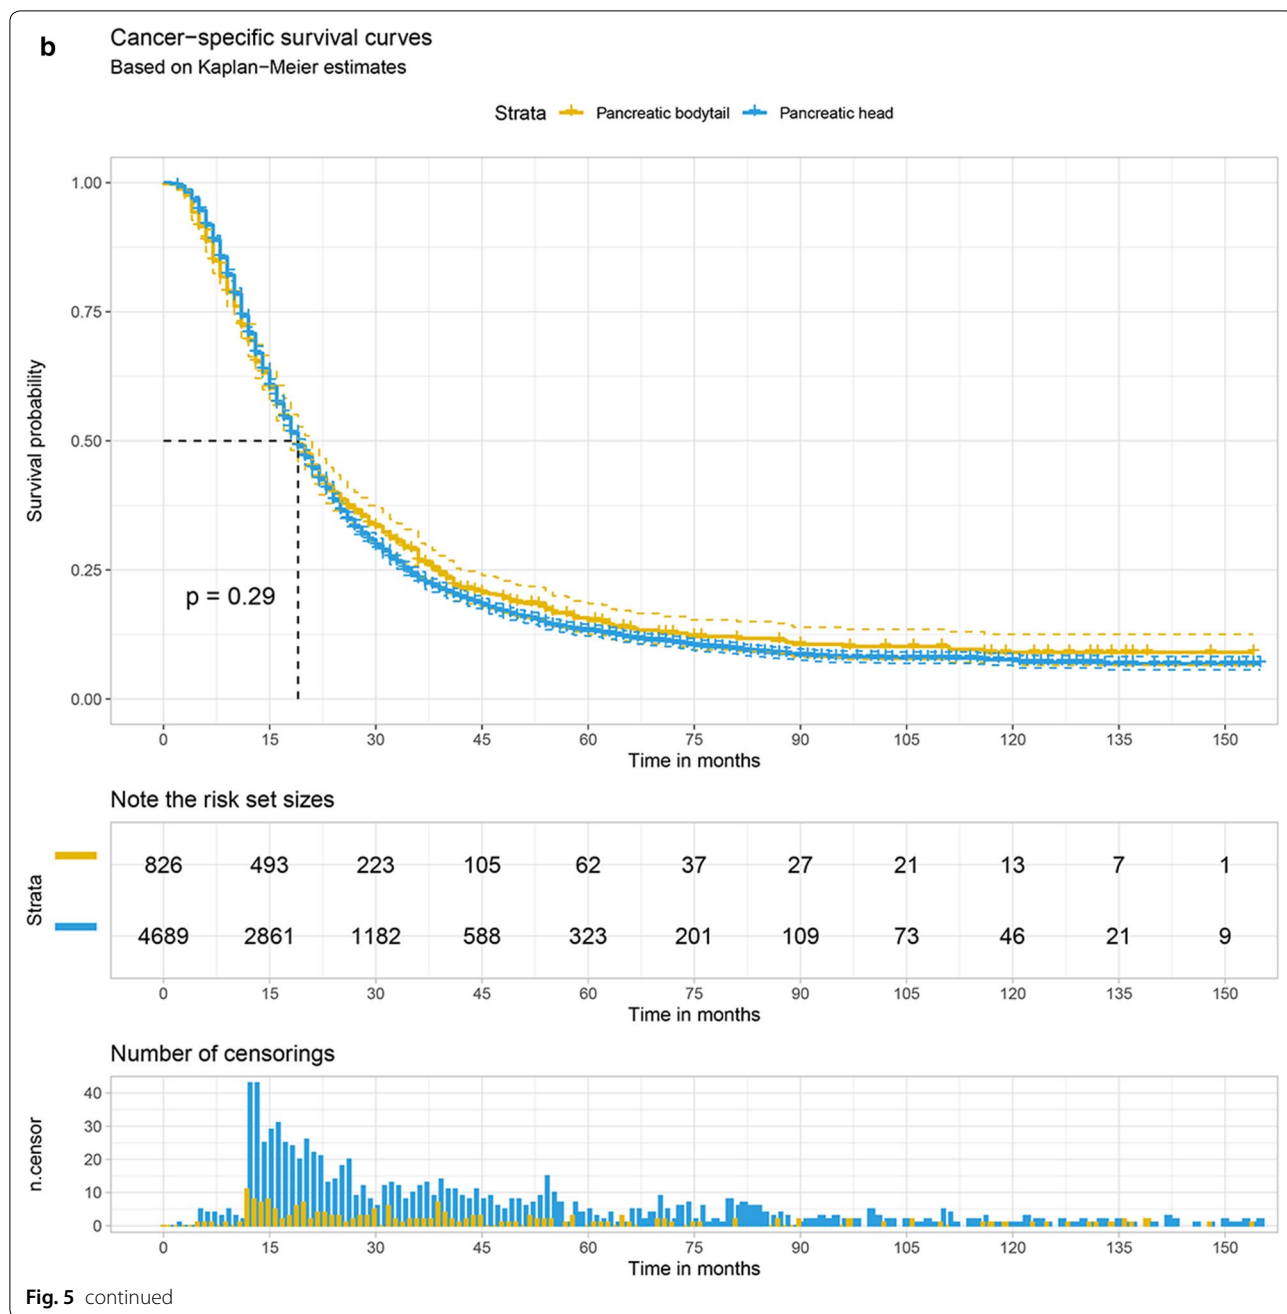 b
Cancer-specific survival curves
Based on Kaplan-Meier estimates
Strata Pancreatic bodytail Pancreatic head
Survival probability
1.00
0.75
0.50
0.25
0.00
p = 0.29
0 15 30 45 60 75 90 105 120 135 150
Time in months
Note the risk set sizes
Strata
826 493 223 105 62 37 27 21 13 7 1
4689 2861 1182 588 323 201 109 73 46 21 9
0 15 30 45 60 75 90 105 120 135 150
Time in months
Number of censorings
n.censor
40
30
20
10
0
0 15 30 45 60 75 90 105 120 135 150
Time in months
Fig. 5 continued